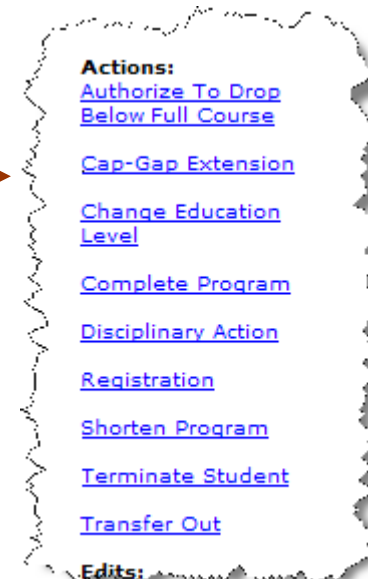 Actions:
Authorize To Drop
Below Full Course
Cap-Gap Extension
Change Education
Level
Complete Program
Disciplinary Action
Registration
Shorten Program
Terminate Student
Transfer Out
Edits: